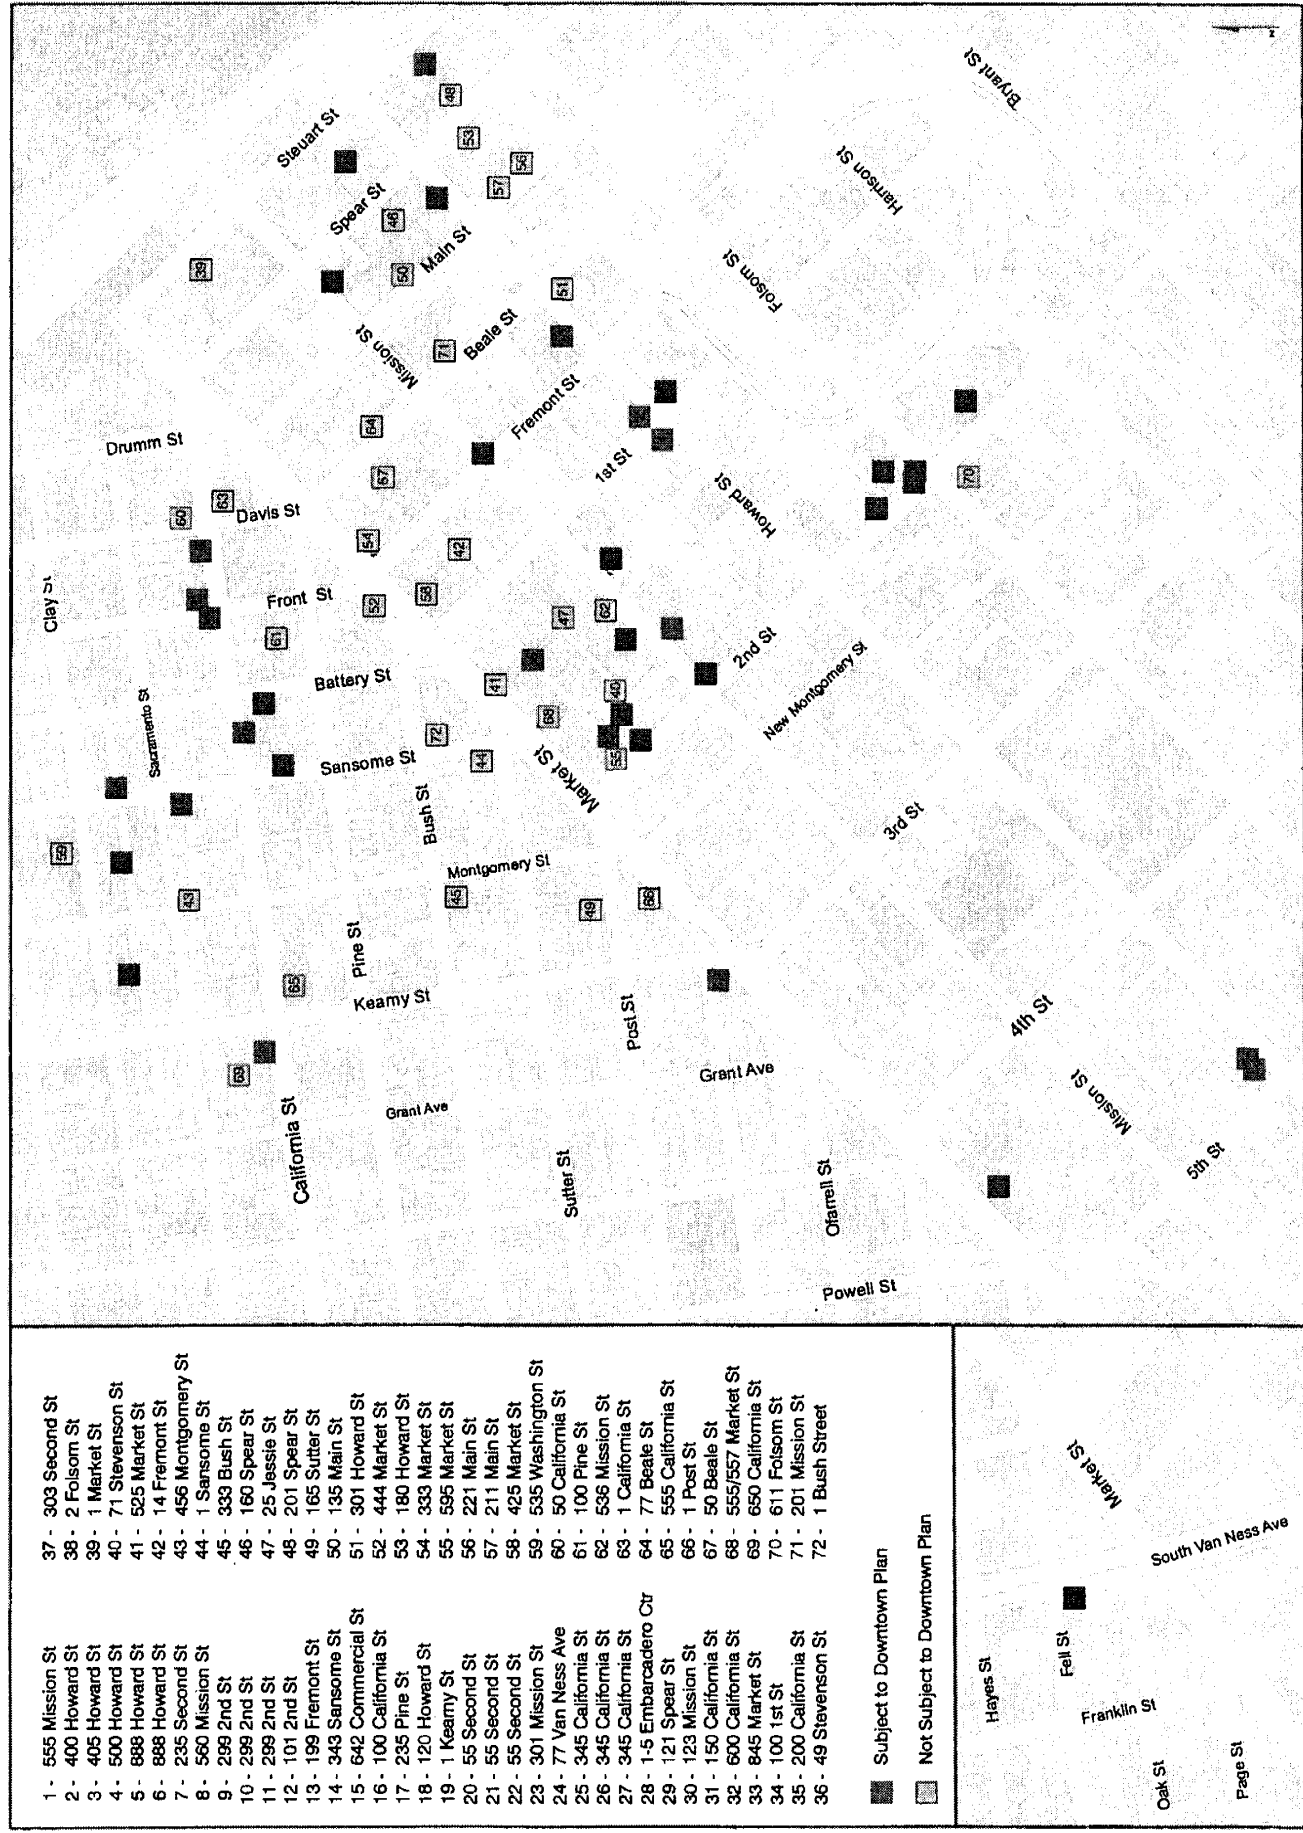 1 - 555 Mission St
2 - 400 Howard St
3 - 405 Howard St
4 - 500 Howard St
5 - 888 Howard St
6 - 888 Howard St
7 - 235 Second St
8 - 560 Mission St
9 - 299 2nd St
10 - 299 2nd St
11 - 299 2nd St
12 - 101 2nd St
13 - 199 Fremont St
14 - 343 Sansome St
15 - 642 Commercial St
16 - 100 California St
17 - 235 Pine St
18 - 120 Howard St
19 - 1 Kearny St
20 - 55 Second St
21 - 55 Second St
22 - 55 Second St
23 - 301 Mission St
24 - 77 Van Ness Ave
25 - 345 California St
26 - 345 California St
27 - 345 California St
28 - 1-5 Embarcadero Ctr
29 - 121 Spear St
30 - 123 Mission St
31 - 150 California St
32 - 600 California St
33 - 845 Market St
34 - 100 1st St
35 - 200 California St
36 - 49 Stevenson St
37 - 303 Second St
38 - 2 Folsom St
39 - 1 Market St
40 - 71 Stevenson St
41 - 525 Market St
42 - 14 Fremont St
43 - 456 Montgomery St
44 - 1 Sansome St
45 - 333 Bush St
46 - 160 Spear St
47 - 25 Jessie St
48 - 201 Spear St
49 - 165 Sutter St
50 - 135 Main St
51 - 301 Howard St
52 - 444 Market St
53 - 180 Howard St
54 - 333 Market St
55 - 595 Market St
56 - 221 Main St
57 - 211 Main St
58 - 425 Market St
59 - 535 Washington St
60 - 50 California St
61 - 100 Pine St
62 - 536 Mission St
63 - 1 California St
64 - 77 Beale St
65 - 555 California St
66 - 1 Post St
67 - 50 Beale St
68 - 555/557 Market St
69 - 650 California St
70 - 611 Folsom St
71 - 201 Mission St
72 - 1 Bush Street
Subject to Downtown Plan
Not Subject to Downtown Plan
Hayes St
Fell St
Market St
Franklin St
South Van Ness Ave
Oak St
Page St
Clay St
Drumm St
Steuart St
Spear St
Main St
Mission St
Beale St
Fremont St
Davis St
Front St
Battery St
Sacramento St
Sansome St
Bush St
Market St
Montgomery St
Pine St
Kearny St
California St
Grant Ave
Sutter St
Post St
Grant Ave
Ofarrell St
Powell St
1st St
Howard St
2nd St
New Montgomery St
3rd St
4th St
Mission St
5th St
Folsom St
Harrison St
Bryant St
N
39
48
53
56
57
46
50
51
71
64
67
60
63
54
42
52
58
61
47
62
41
40
68
72
44
55
59
43
45
49
66
65
69
70